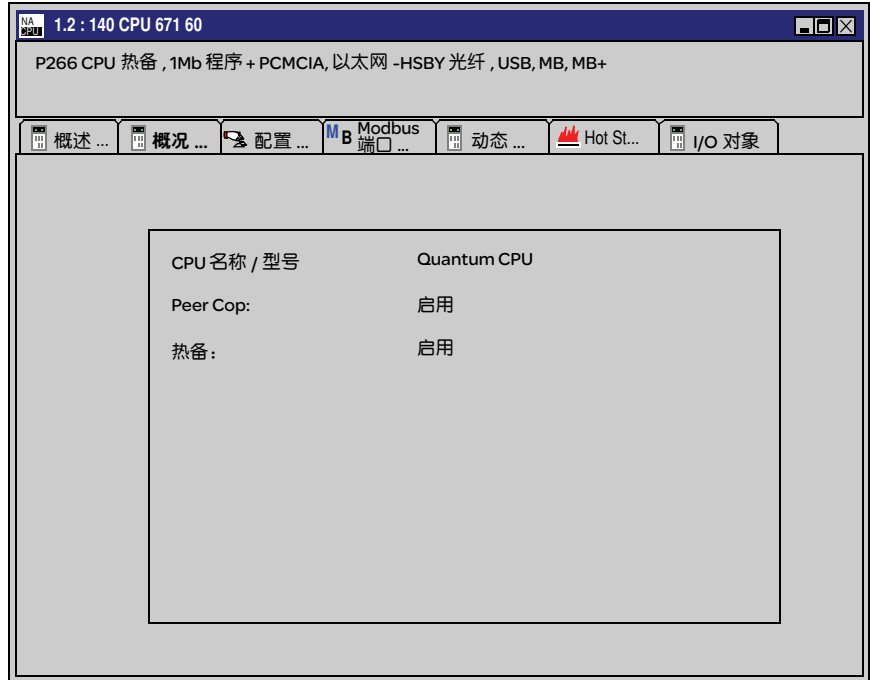 NA CPU 1.2 : 140 CPU 671 60
P266 CPU 热备 , 1Mb 程序 + PCMCIA, 以太网 -HSBY 光纤 , USB, MB, MB+
概述 ...
概况 ...
配置 ...
M B Modbus 端口 ...
动态 ...
Hot St...
I/O 对象
CPU 名称 / 型号 Quantum CPU
Peer Cop: 启用
热备： 启用